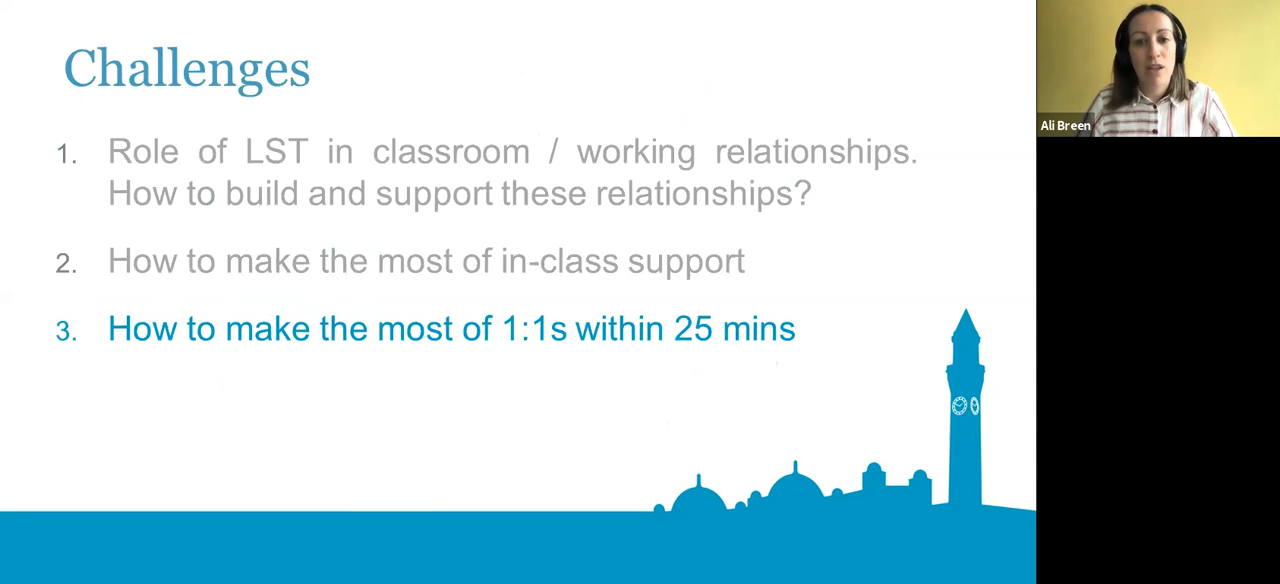 Challenges
1. Role of LST in classroom / working relationships.
How to build and support these relationships?
2. How to make the most of in-class support
3. How to make the most of 1:1s within 25 mins
Ali Breen